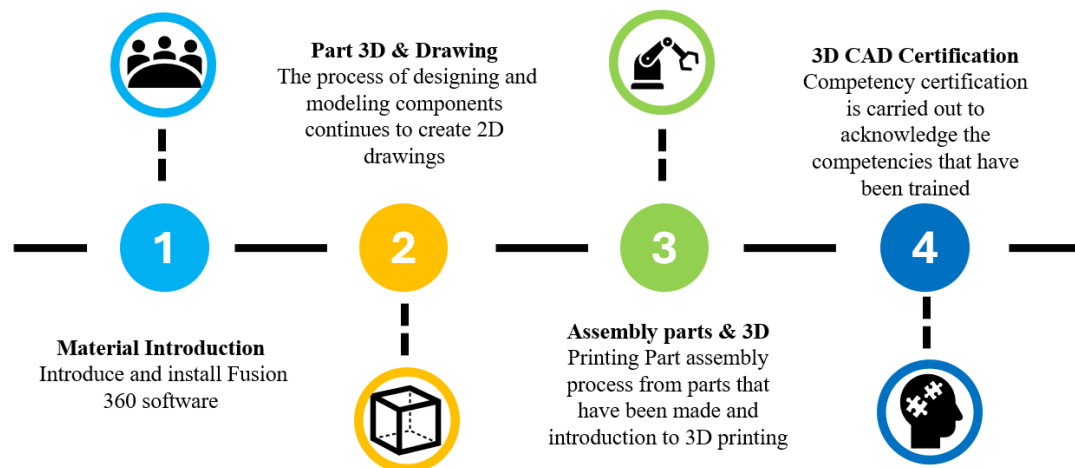 1
Material Introduction
Introduce and install Fusion
360 software
Part 3D & Drawing
The process of designing and
modeling components
continues to create 2D
drawings
2
3
Assembly parts & 3D
Printing Part assembly
process from parts that
have been made and
introduction to 3D printing
3D CAD Certification
Competency certification
is carried out to
acknowledge the
competencies that have
been trained
4